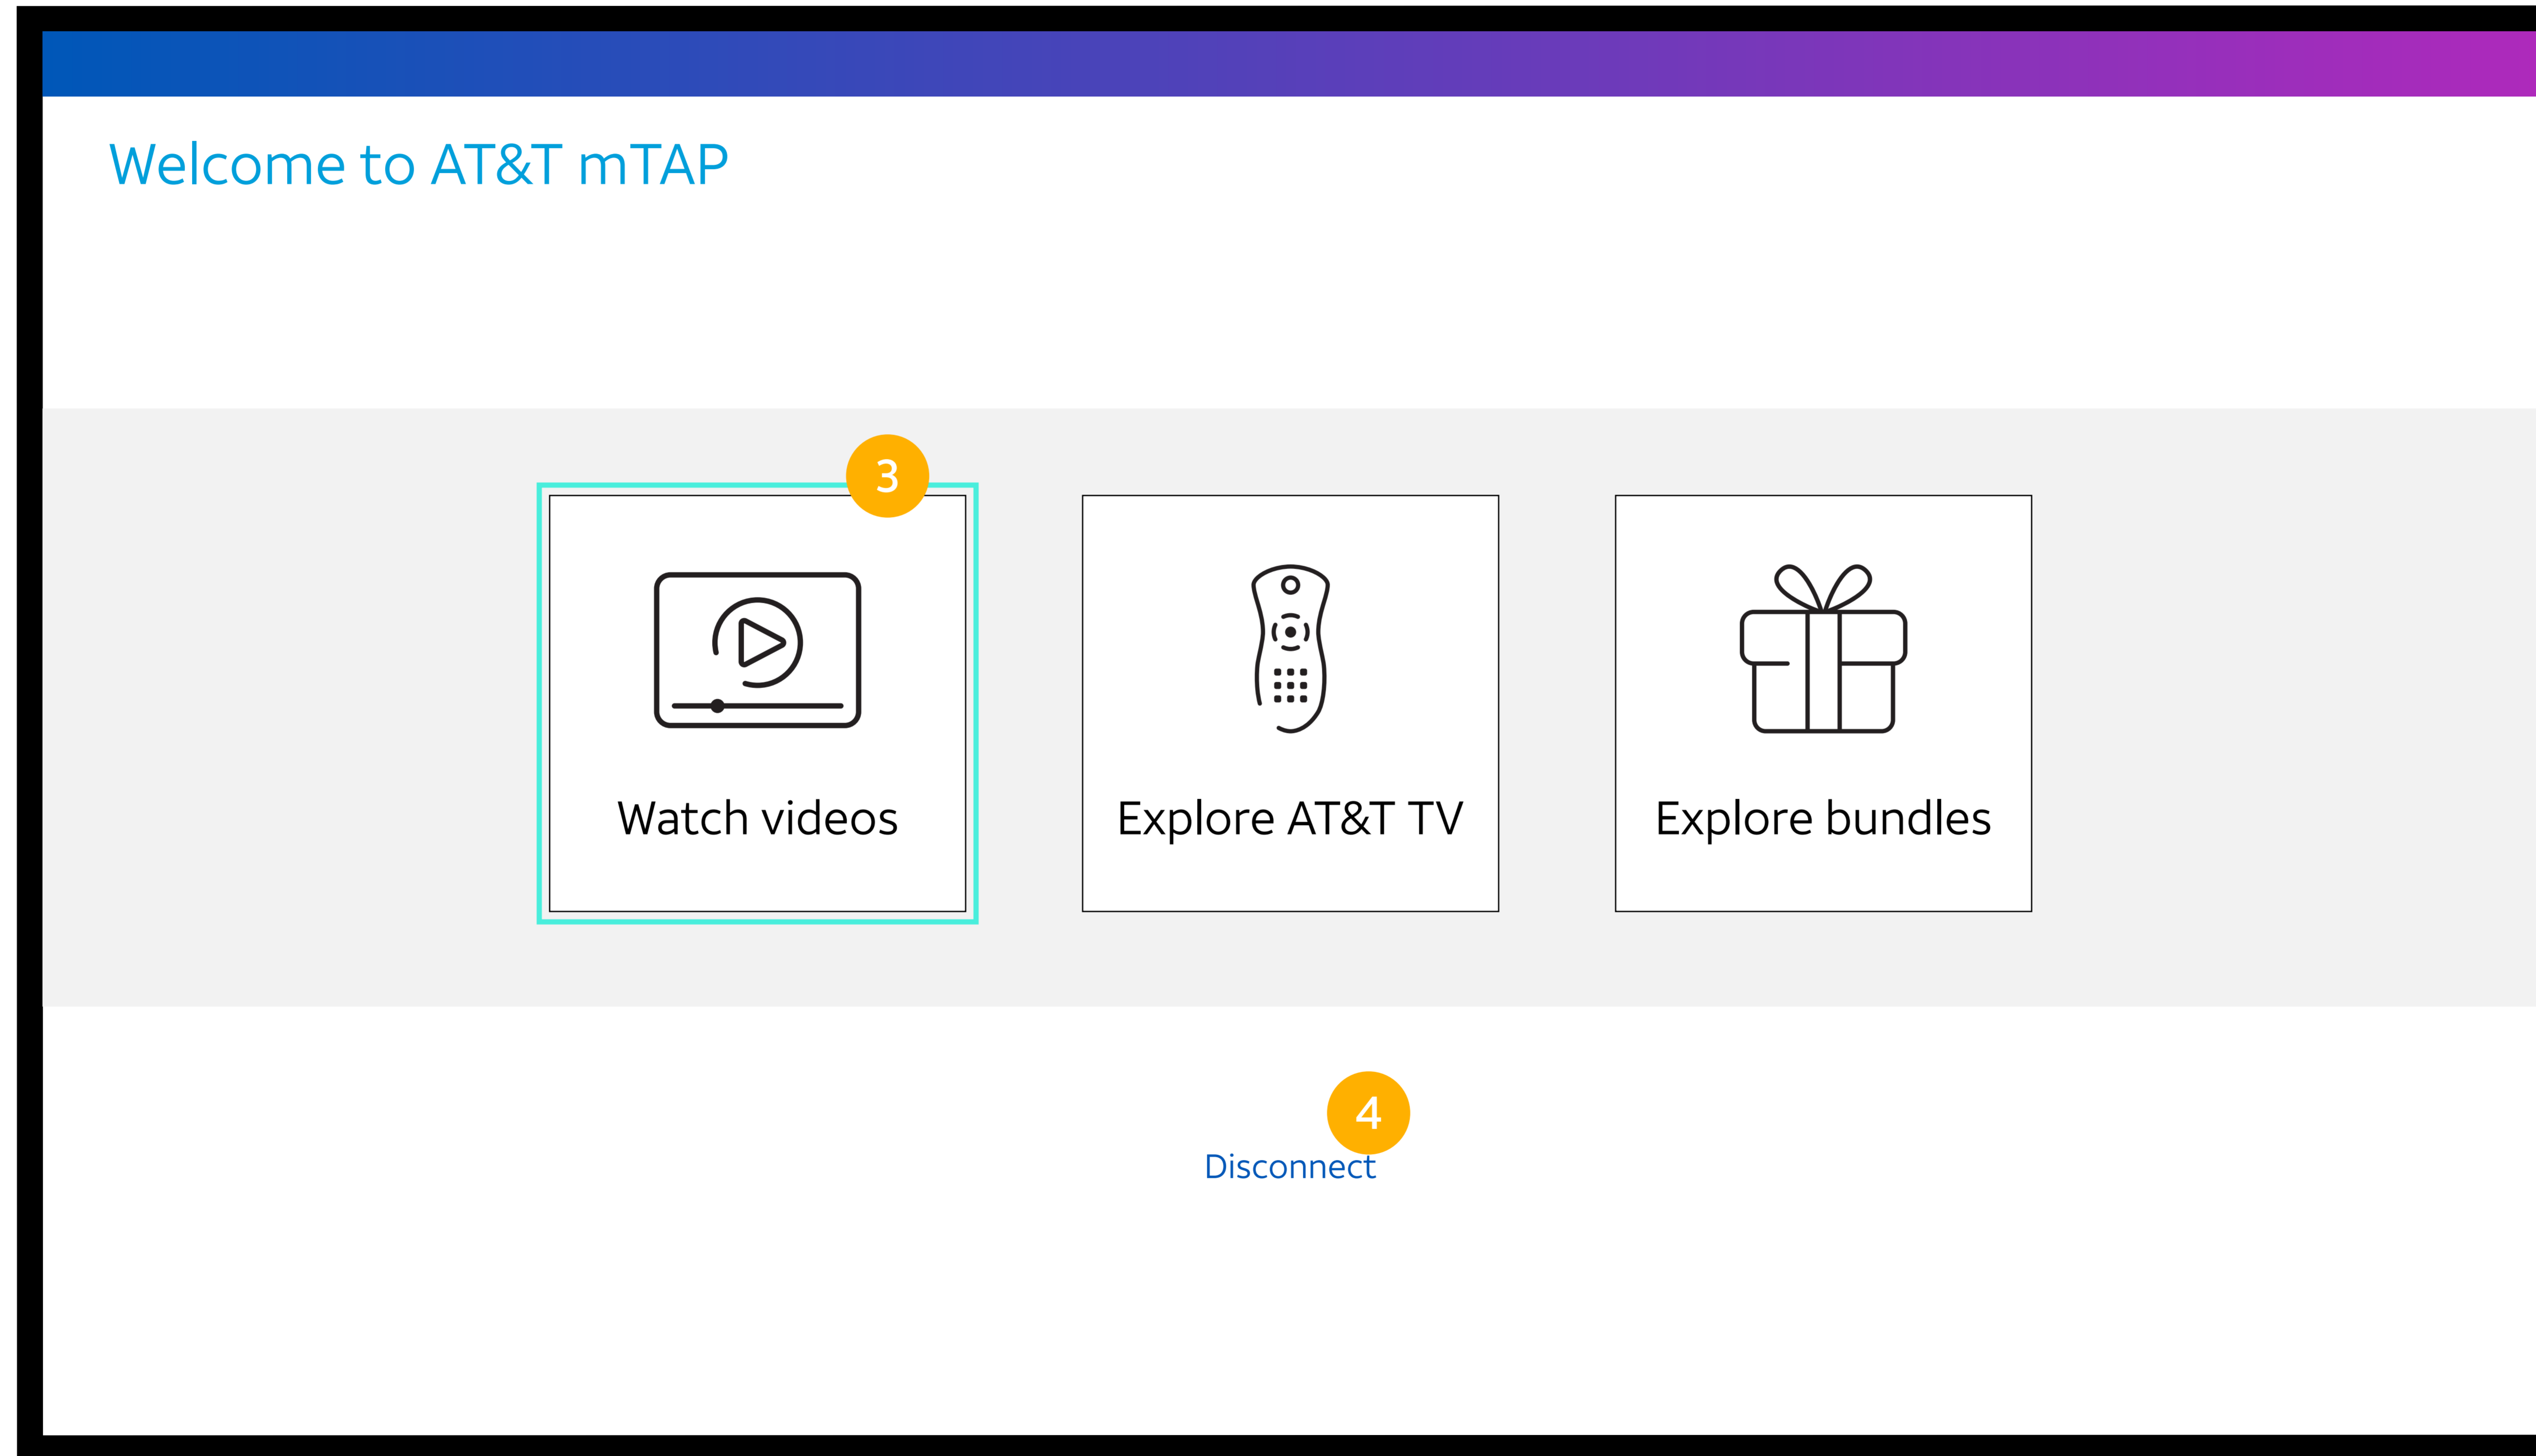 Welcome to AT&T mTAP
3
Watch videos
Explore AT&T TV
Explore bundles
4
Disconnect